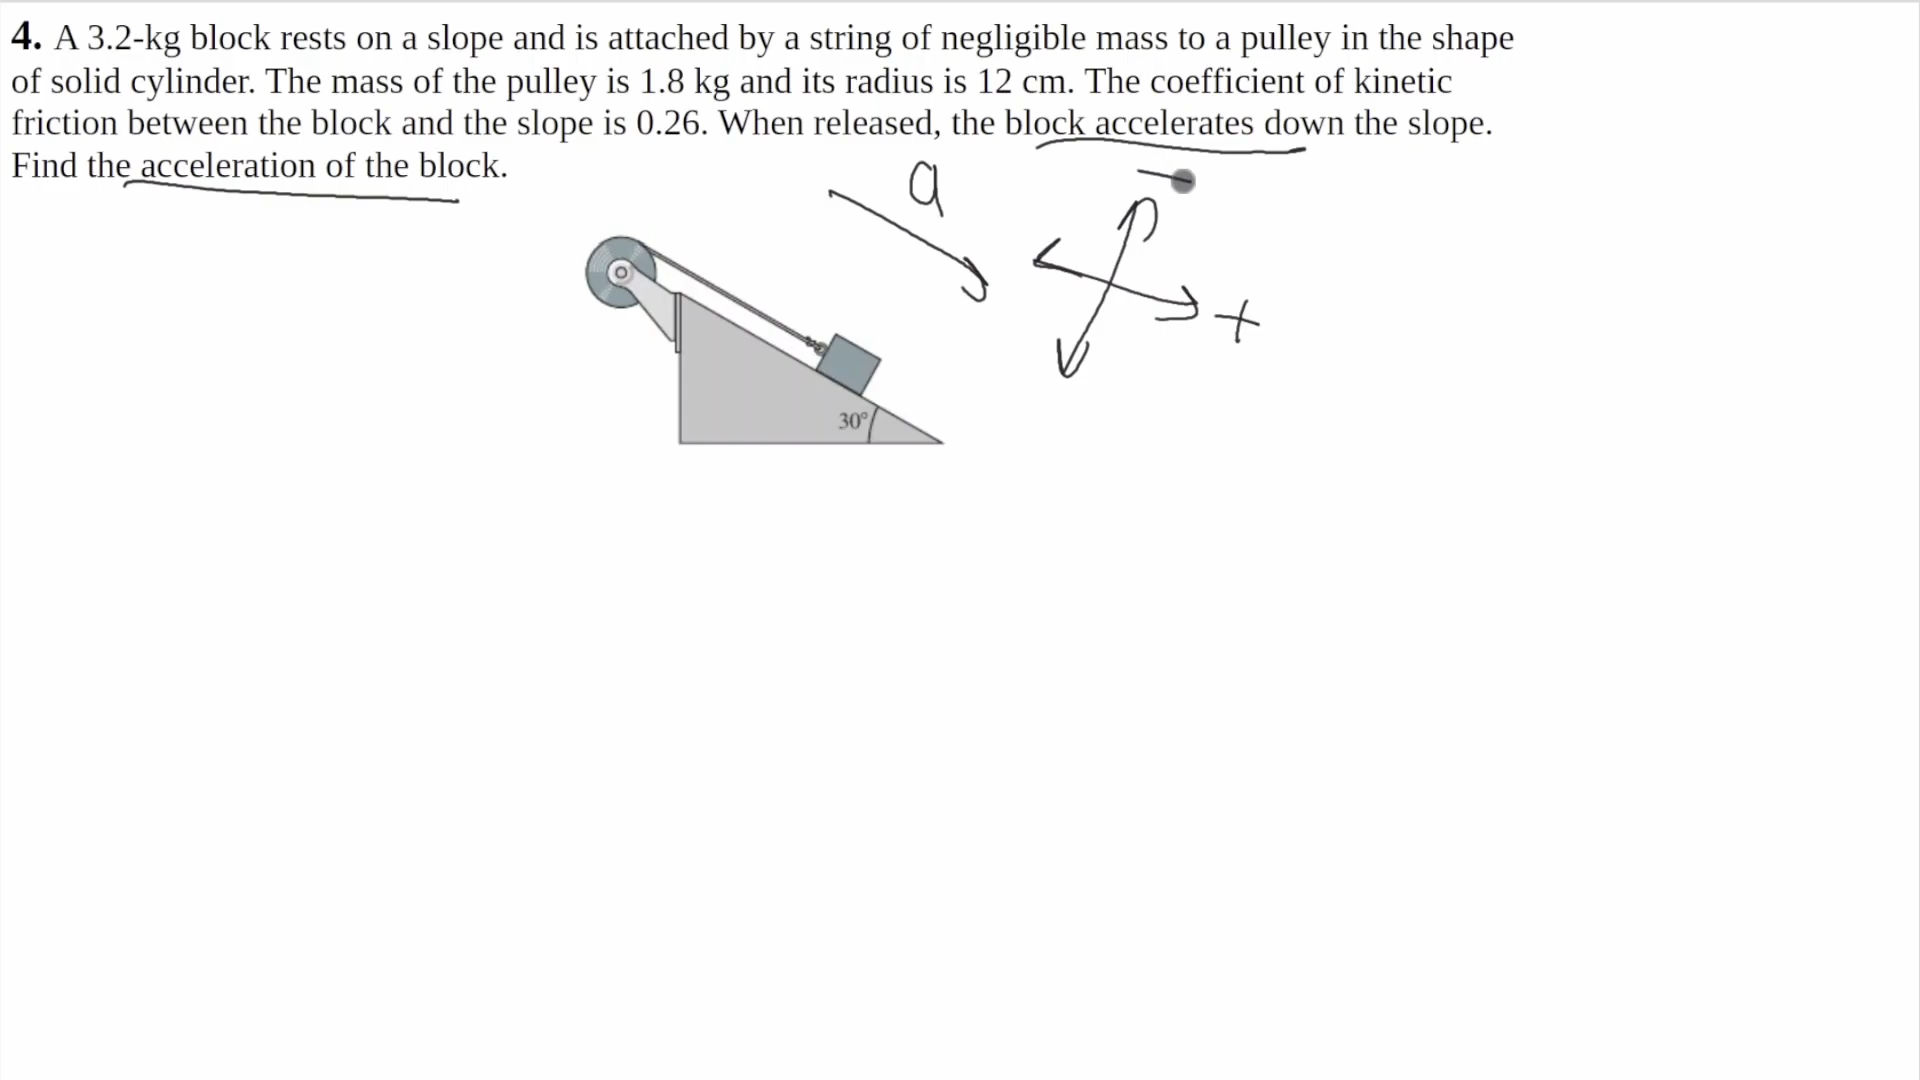 4. A 3.2-kg block rests on a slope and is attached by a string of negligible mass to a pulley in the shape
of solid cylinder. The mass of the pulley is 1.8 kg and its radius is 12 cm. The coefficient of kinetic
friction between the block and the slope is 0.26. When released, the block accelerates down the slope.
Find the acceleration of the block.
a
+
30°